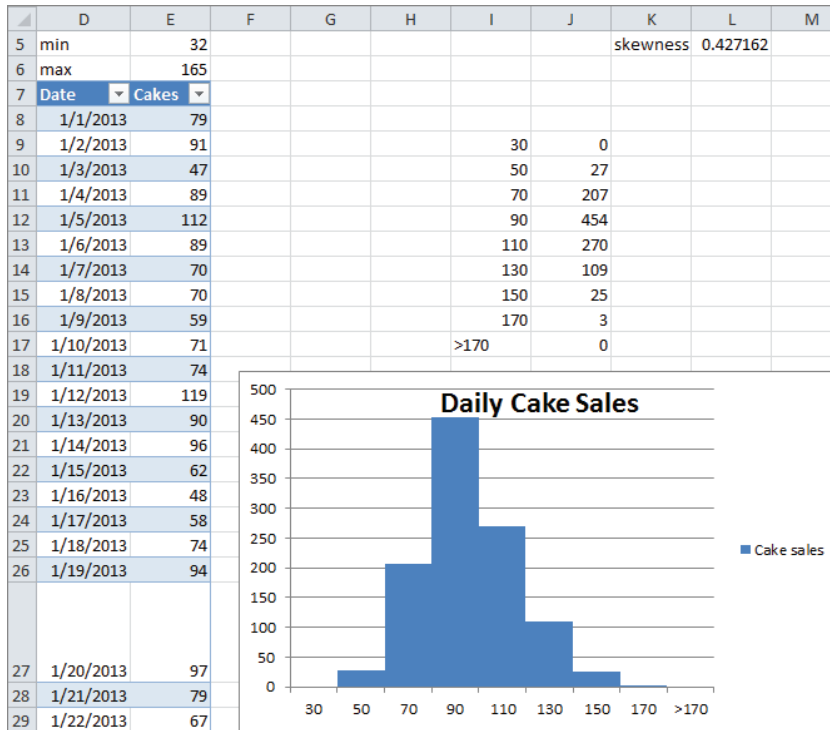 D E F G H I J K L M
5 min 32 skewness 0.427162
6 max 165
7 Date Cakes
8 1/1/2013 79
9 1/2/2013 91 30 0
10 1/3/2013 47 50 27
11 1/4/2013 89 70 207
12 1/5/2013 112 90 454
13 1/6/2013 89 110 270
14 1/7/2013 70 130 109
15 1/8/2013 70 150 25
16 1/9/2013 59 170 3
17 1/10/2013 71 >170 0
18 1/11/2013 74
19 1/12/2013 119
20 1/13/2013 90
21 1/14/2013 96
22 1/15/2013 62
23 1/16/2013 48
24 1/17/2013 58
25 1/18/2013 74
26 1/19/2013 94
27 1/20/2013 97
28 1/21/2013 79
29 1/22/2013 67
Daily Cake Sales
500
450
400
350
300
250
200
150
100
50
0
30 50 70 90 110 130 150 170 >170
Cake sales